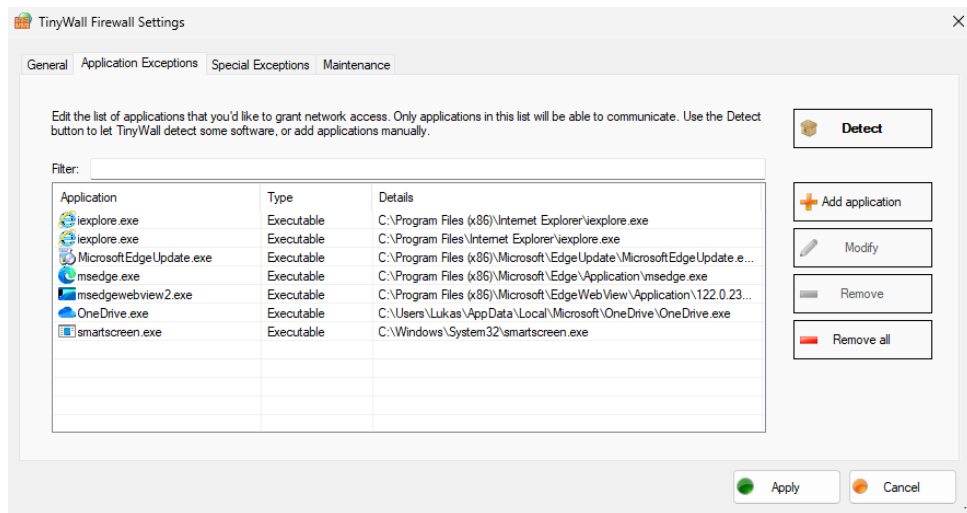 TinyWall Firewall Settings
General Application Exceptions Special Exceptions Maintenance
Edit the list of applications that you'd like to grant network access. Only applications in this list will be able to communicate. Use the Detect
button to let TinyWall detect some software, or add applications manually.
Detect
Filter:
Application Type Details
iexplore.exe Executable C:\Program Files (x86)\Internet Explorer\iexplore.exe
iexplore.exe Executable C:\Program Files\Internet Explorer\iexplore.exe
MicrosoftEdgeUpdate.exe Executable C:\Program Files (x86)\Microsoft\EdgeUpdate\MicrosoftEdgeUpdate.e...
msedge.exe Executable C:\Program Files (x86)\Microsoft\Edge\Application\msedge.exe
msedgewebview2.exe Executable C:\Program Files (x86)\Microsoft\EdgeWebView\Application\122.0.23...
OneDrive.exe Executable C:\Users\Lukas\AppData\Local\Microsoft\OneDrive\OneDrive.exe
smartscreen.exe Executable C:\Windows\System32\smartscreen.exe
Add application
Modify
Remove
Remove all
Apply Cancel